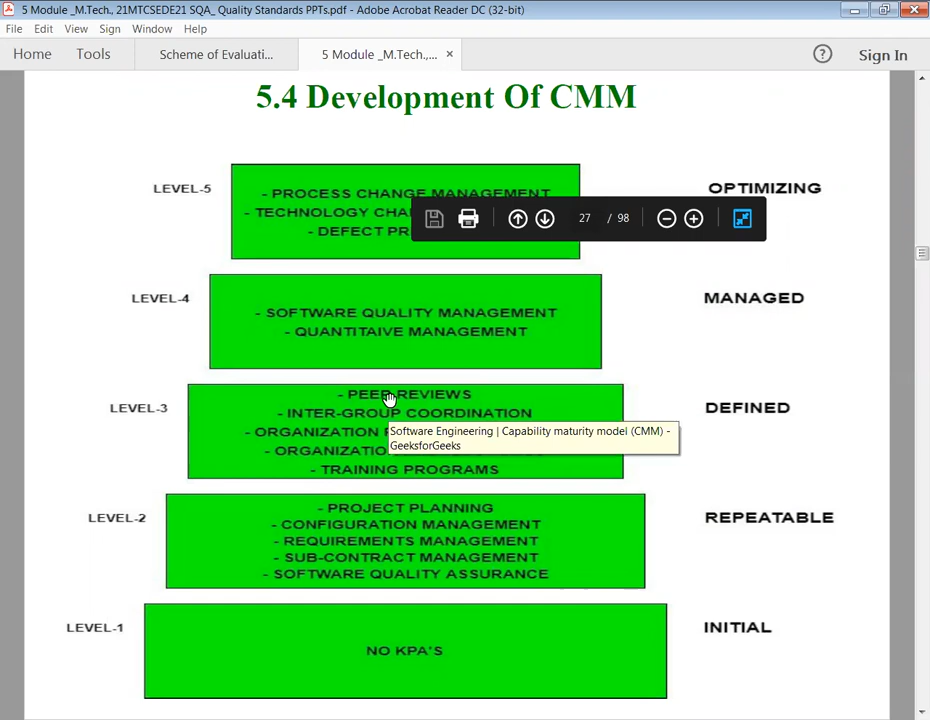 5 Module _M.Tech., 21MTCSEDE21 SQA_ Quality Standards PPTs.pdf - Adobe Acrobat Reader DC (32-bit)
File Edit View Sign Window Help
Home Tools Scheme of Evaluati... 5 Module _M.Tech.,... × ? Sign In
5.4 Development Of CMM
LEVEL-5
- PROCESS CHANGE MANAGEMENT
- TECHNOLOGY CHA
- DEFECT PR
OPTIMIZING
27 / 98
LEVEL-4
- SOFTWARE QUALITY MANAGEMENT
- QUANTITAIVE MANAGEMENT
MANAGED
LEVEL-3
- PEER REVIEWS
- INTER-GROUP COORDINATION
- ORGANIZATION
- ORGANIZATIO
- TRAINING PROGRAMS
DEFINED
Software Engineering | Capability maturity model (CMM) -
GeeksforGeeks
LEVEL-2
- PROJECT PLANNING
- CONFIGURATION MANAGEMENT
- REQUIREMENTS MANAGEMENT
- SUB-CONTRACT MANAGEMENT
- SOFTWARE QUALITY ASSURANCE
REPEATABLE
LEVEL-1
NO KPA'S
INITIAL